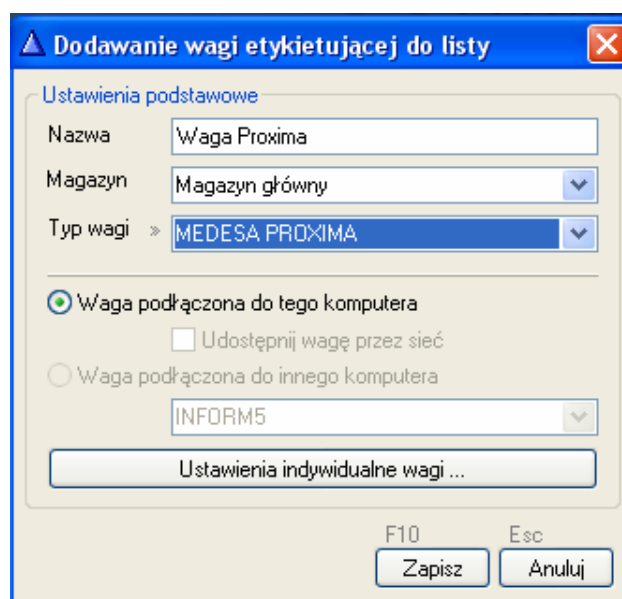 Dodawanie wagi etykietującej do listy
Ustawienia podstawowe
Nazwa Waga Proxima
Magazyn Magazyn główny
Typ wagi » MEDESA PROXIMA
Waga podłączona do tego komputera
Udostępnij wagę przez sieć
Waga podłączona do innego komputera
INFORM5
Ustawienia indywidualne wagi ...
F10 Esc
Zapisz Anuluj